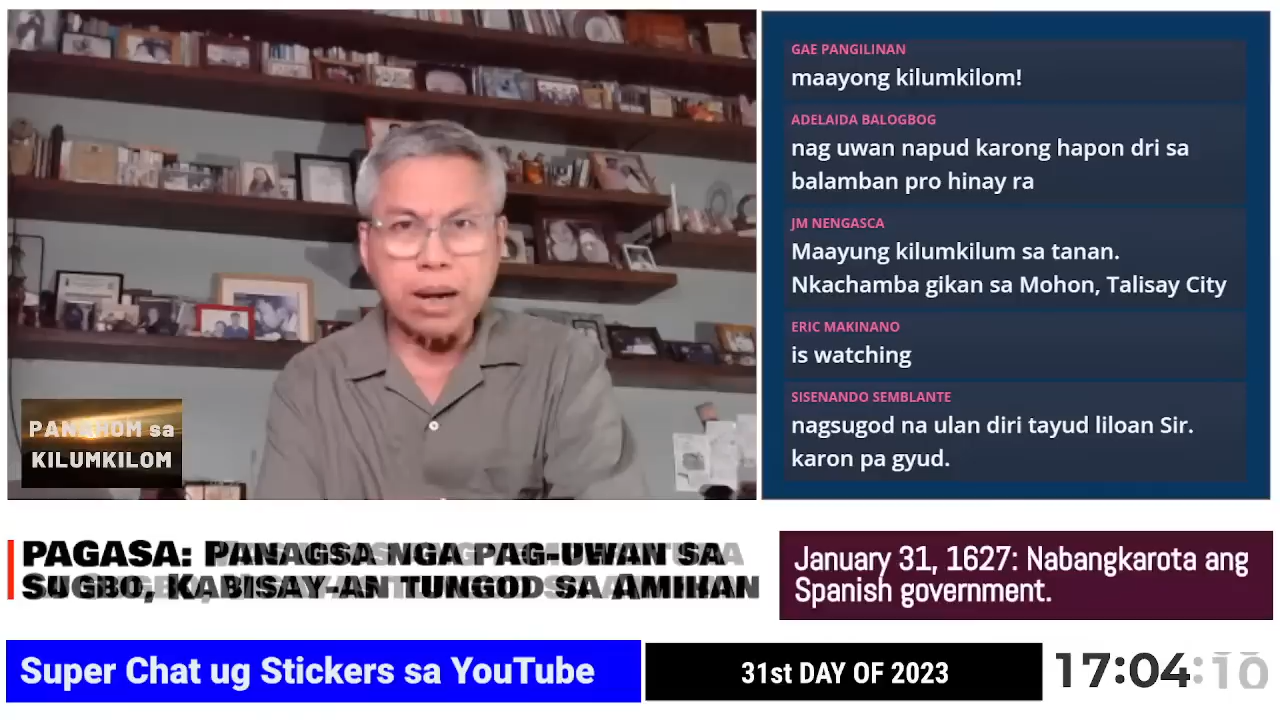 GAE PANGILINAN
maayong kilumkilom!
ADELAIDA BALOGBOG
nag uwan napud karong hapon dri sa
balamban pro hinay ra
JM NENGASCA
Maayung kilumkilum sa tanan.
Nkachamba gikan sa Mohon, Talisay City
ERIC MAKINANO
is watching
SISENANDO SEMBLANTE
nagsugod na ulan diri tayud liloan Sir.
karon pa gyud.
PANAHOM sa
KILUMKILOM
PAGASA: PANAGSA NGA PAG-UWAN SA
SUGBO, KABISAY-AN TUNGOD SA AMIHAN
January 31, 1627: Nabangkarota ang
Spanish government.
Super Chat ug Stickers sa YouTube
31st DAY OF 2023
17:04